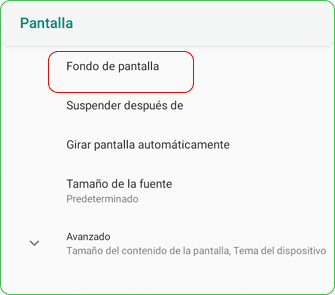 Pantalla
Fondo de pantalla
Suspender después de
Girar pantalla automáticamente
Tamaño de la fuente
Predeterminado
Avanzado
Tamaño del contenido de la pantalla, Tema del dispositivo